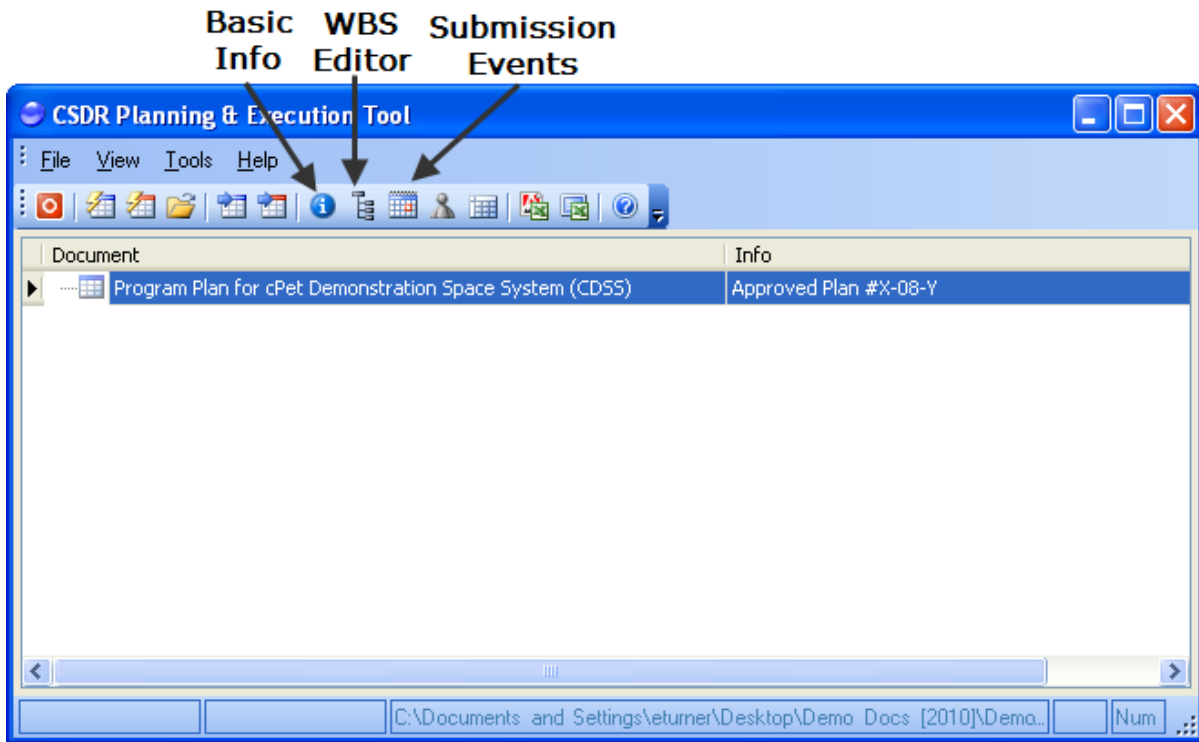 Basic WBS Submission
Info Editor Events
CSDR Planning & Execution Tool
File View Tools Help
Document Info
Program Plan for cPet Demonstration Space System (CDSS) Approved Plan #X-08-Y
C:\Documents and Settings\eturner\Desktop\Demo Docs [2010]\Demo... Num